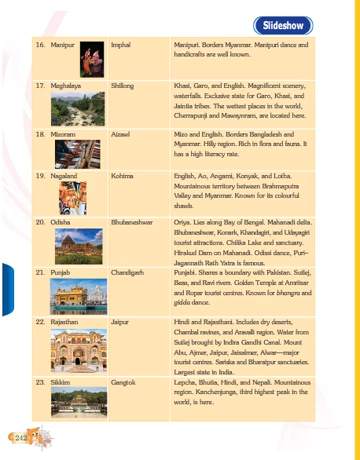 Slideshow
16. Manipur Imphal Manipuri. Borders Myanmar. Manipuri dance and
handicrafts are well known.
17. Meghalaya Shillong Khasi, Garo, and English. Magnificent scenery,
waterfalls. Exclusive state for Garo, Khasi, and
Jaintia tribes. The wettest places in the world,
Cherrapunji and Mawsynram, are located here.
18. Mizoram Aizawl Mizo and English. Borders Bangladesh and
Myanmar. Hilly region. Rich in flora and fauna. It
has a high literacy rate.
19. Nagaland Kohima English, Ao, Angami, Konyak, and Lotha.
Mountainous territory between Brahmaputra
Valley and Myanmar. Known for its colourful
shawls.
20. Odisha Bhubaneshwar Oriya. Lies along Bay of Bengal. Mahanadi delta.
Bhubaneshwar, Konark, Khandagiri, and Udayagiri
tourist attractions. Chilika Lake and sanctuary.
Hirakud Dam on Mahanadi. Odissi dance, Puri–
Jagannath Rath Yatra is famous.
21. Punjab Chandigarh Punjabi. Shares a boundary with Pakistan. Sutlej,
Beas, and Ravi rivers. Golden Temple at Amritsar
and Ropar tourist centres. Known for bhangra and
gidda dance.
22. Rajasthan Jaipur Hindi and Rajasthani. Includes dry deserts,
Chambal ravines, and Aravalli region. Water from
Sutlej brought by Indira Gandhi Canal. Mount
Abu, Ajmer, Jaipur, Jaisalmer, Alwar—major
tourist centres. Sariska and Bharatpur sanctuaries.
Largest state in India.
23. Sikkim Gangtok Lepcha, Bhutia, Hindi, and Nepali. Mountainous
region. Kanchenjunga, third highest peak in the
world, is here.
242